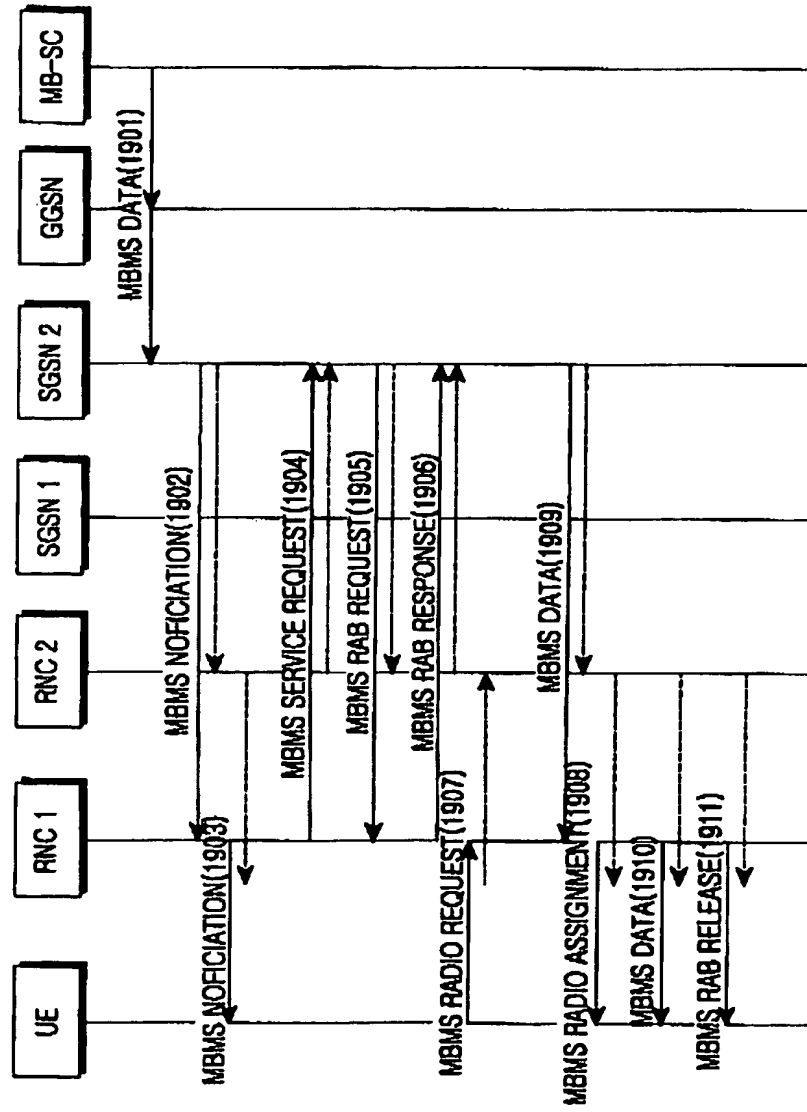 UE
RNC 1
RNC 2
SGSN 1
SGSN 2
GGSN
MB-SC
MBMS DATA(1901)
MBMS NOFICIATION(1902)
MBMS NOFICIATION(1903)
MBMS SERVICE REQUEST(1904)
MBMS RAB REQUEST(1905)
MBMS RAB RESPONSE(1906)
MBMS RADIO REQUEST(1907)
MBMS DATA(1909)
MBMS RADIO ASSIGNMENT(1908)
MBMS DATA(1910)
MBMS RAB RELEASE(1911)